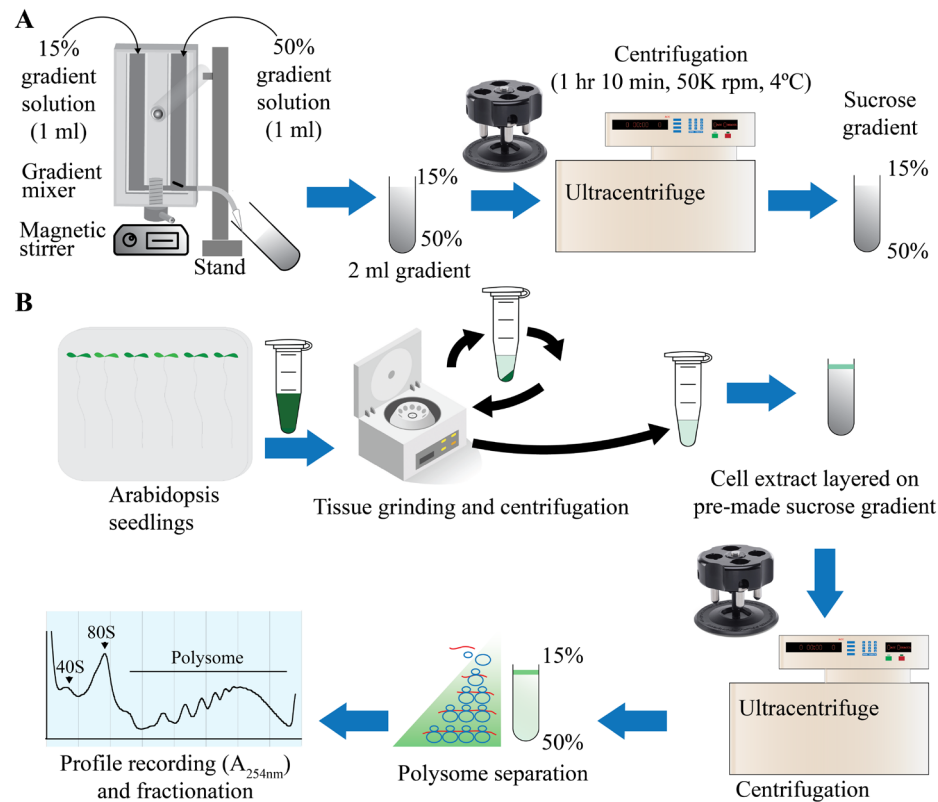 A
15%
gradient
solution
(1 ml)
50%
gradient
solution
(1 ml)
Gradient
mixer
Magnetic
stirrer
Stand
15%
50%
2 ml gradient
Centrifugation
(1 hr 10 min, 50K rpm, 4ºC)
Ultracentrifuge
Sucrose
gradient
15%
50%
B
Arabidopsis
seedlings
Tissue grinding and centrifugation
Cell extract layered on
pre-made sucrose gradient
Ultracentrifuge
Centrifugation
15%
50%
Polysome separation
40S
80S
Polysome
Profile recording (A254nm)
and fractionation